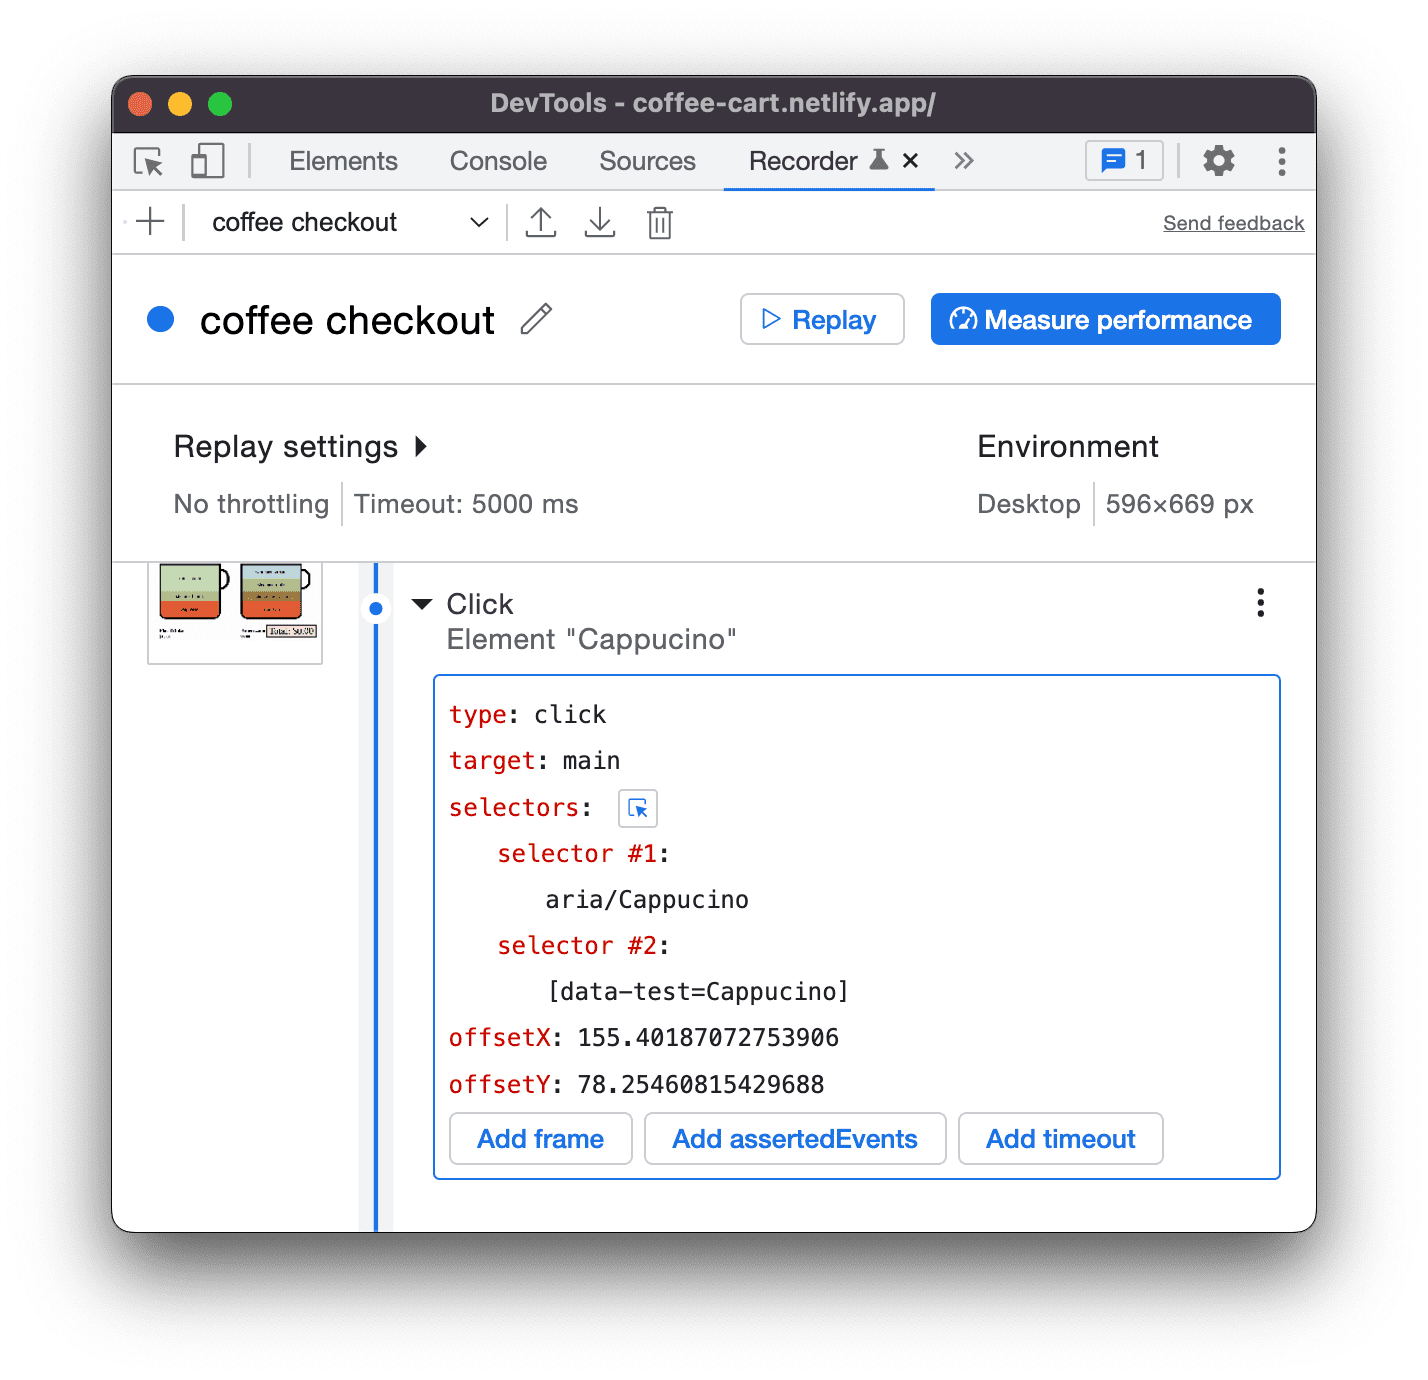 DevTools - coffee-cart.netlify.app/
Elements Console Sources Recorder 1
coffee checkout Send feedback
coffee checkout Replay Measure performance
Replay settings Environment
No throttling Timeout: 5000 ms Desktop 596×669 px
Total: $0.00
Click
Element "Cappucino"
type: click
target: main
selectors:
selector #1:
aria/Cappucino
selector #2:
[data-test=Cappucino]
offsetX: 155.40187072753906
offsetY: 78.25460815429688
Add frame Add assertedEvents Add timeout